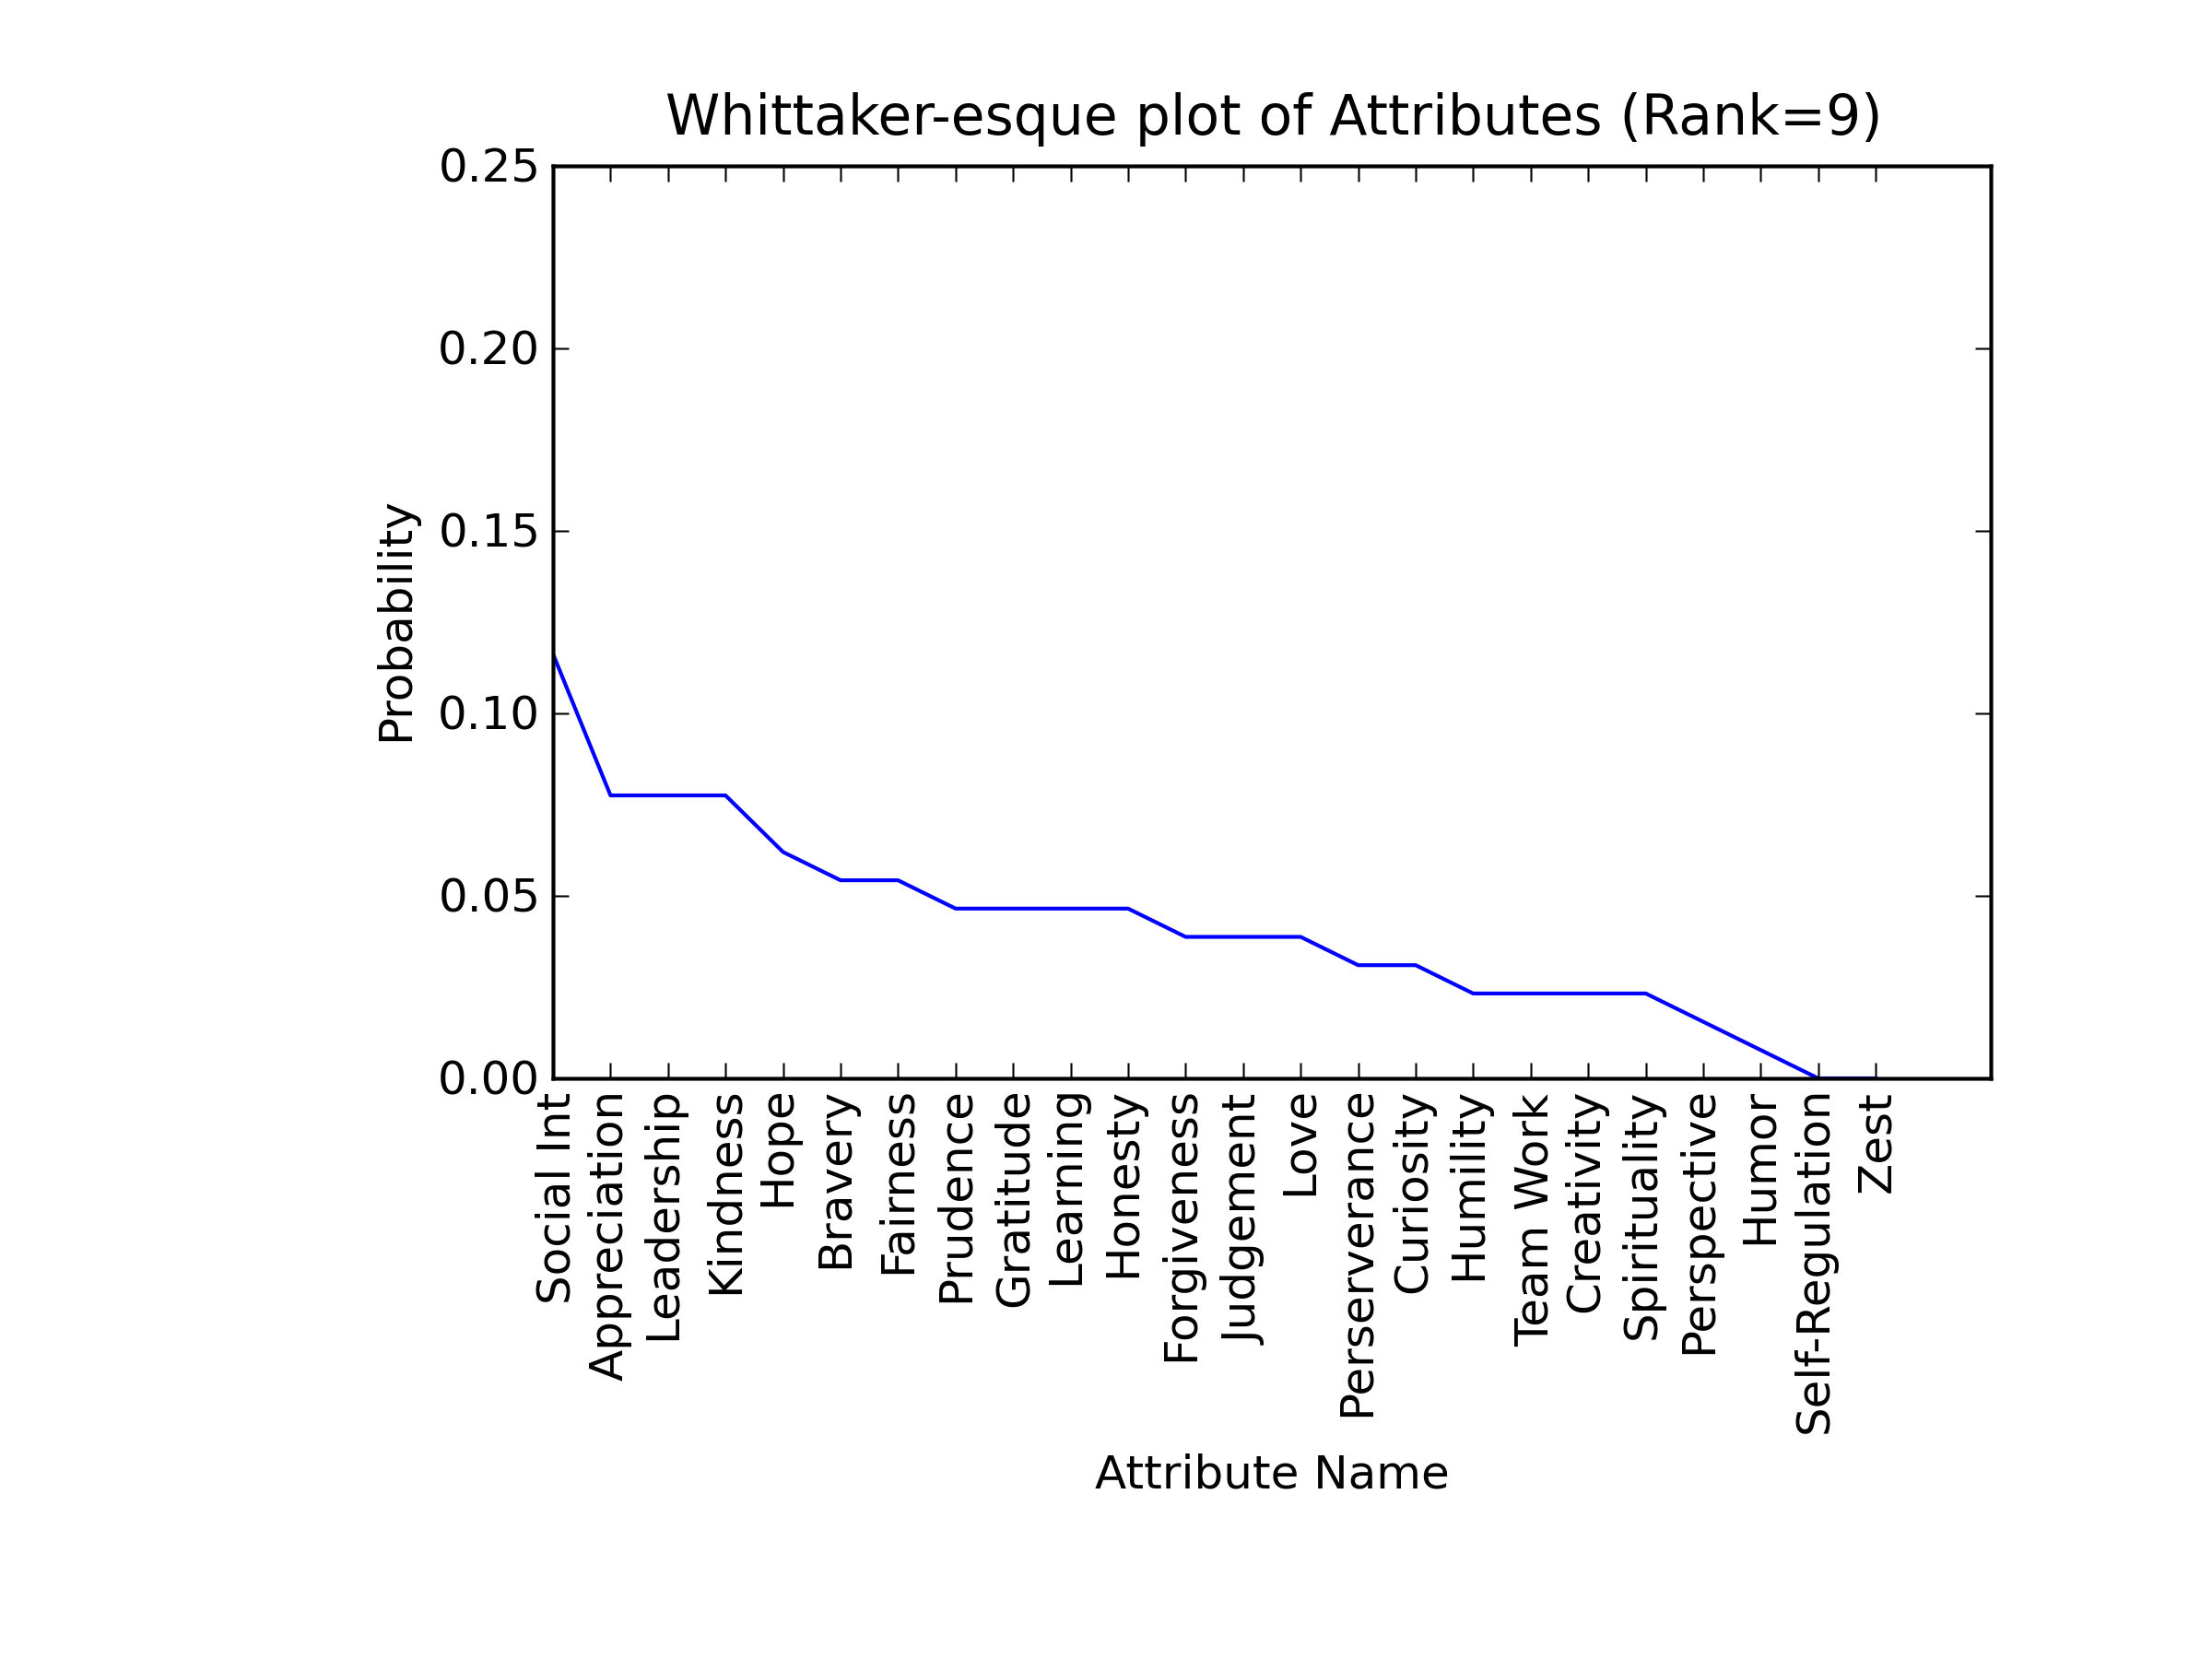 Whittaker-esque plot of Attributes (Rank=9)
0.25
0.20
0.15
0.10
0.05
0.00
Probability
Social Int
Appreciation
Leadership
Kindness
Hope
Bravery
Fairness
Prudence
Gratitude
Learning
Honesty
Forgiveness
Judgement
Love
Perserverance
Curiosity
Humility
Team Work
Creativity
Spirituality
Perspective
Humor
Self-Regulation
Zest
Attribute Name